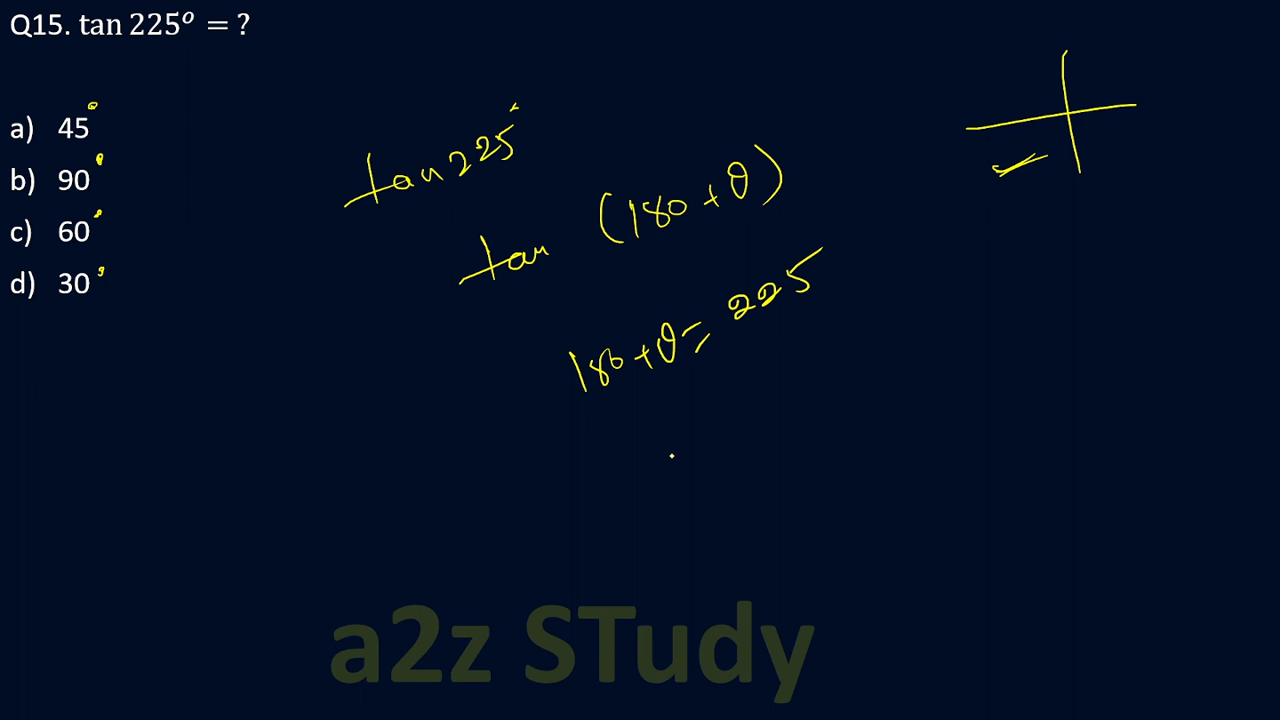 Q15. tan 225° = ?
a) 45°
b) 90°
c) 60°
d) 30°
tan 225°
tan (180 + θ)
180 + θ = 225
a2z STudy